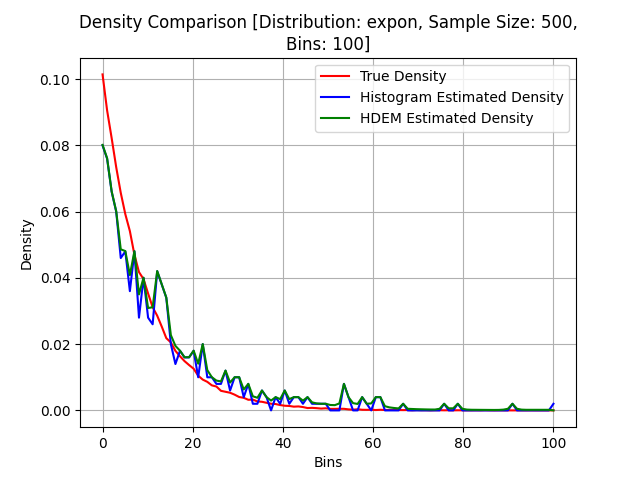 Density Comparison [Distribution: expon, Sample Size: 500,
Bins: 100]
True Density
Histogram Estimated Density
HDEM Estimated Density
Density
0.10
0.08
0.06
0.04
0.02
0.00
0 20 40 60 80 100
Bins